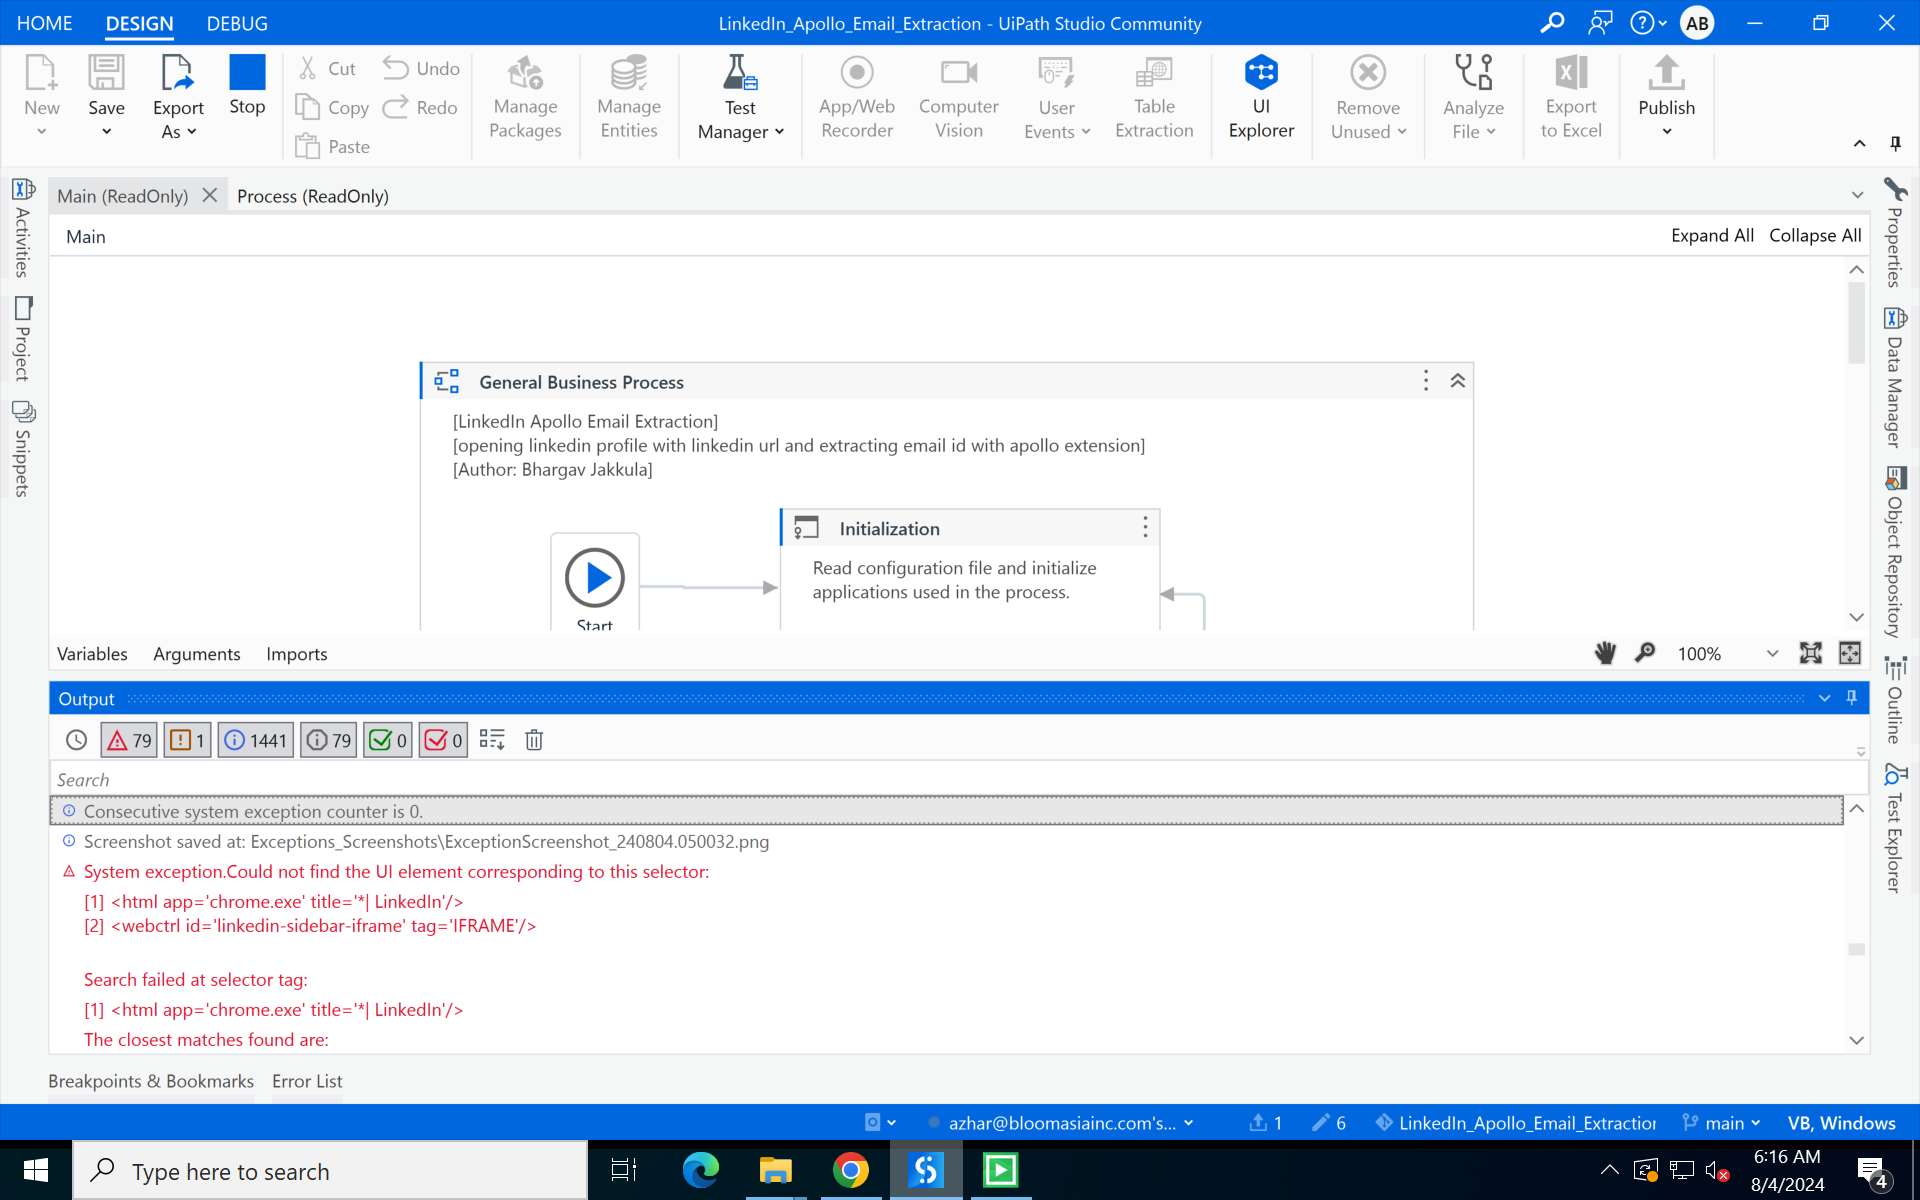 HOME DESIGN DEBUG
LinkedIn_Apollo_Email_Extraction - UiPath Studio Community
AB
New
Save
Export As
Stop
Cut
Copy
Paste
Undo
Redo
Manage Packages
Manage Entities
Test Manager
App/Web Recorder
Computer Vision
User Events
Table Extraction
UI Explorer
Remove Unused
Analyze File
Export to Excel
Publish
Activities
Project
Snippets
Main (ReadOnly)
Process (ReadOnly)
Main
Expand All Collapse All
General Business Process
[LinkedIn Apollo Email Extraction]
[opening linkedin profile with linkedin url and extracting email id with apollo extension]
[Author: Bhargav Jakkula]
Initialization
Read configuration file and initialize
applications used in the process.
Start
Variables Arguments Imports
100%
Properties
Data Manager
Object Repository
Outline
Test Explorer
Output
79 1 1441 79 0 0
Search
Consecutive system exception counter is 0.
Screenshot saved at: Exceptions_Screenshots\ExceptionScreenshot_240804.050032.png
System exception.Could not find the UI element corresponding to this selector:
[1] <html app='chrome.exe' title='*| LinkedIn'/>
[2] <webctrl id='linkedin-sidebar-iframe' tag='IFRAME'/>
Search failed at selector tag:
[1] <html app='chrome.exe' title='*| LinkedIn'/>
The closest matches found are:
Breakpoints & Bookmarks Error List
azhar@bloomasiainc.com's...
1
6
LinkedIn_Apollo_Email_Extraction
main
VB, Windows
Type here to search
6:16 AM
8/4/2024
4